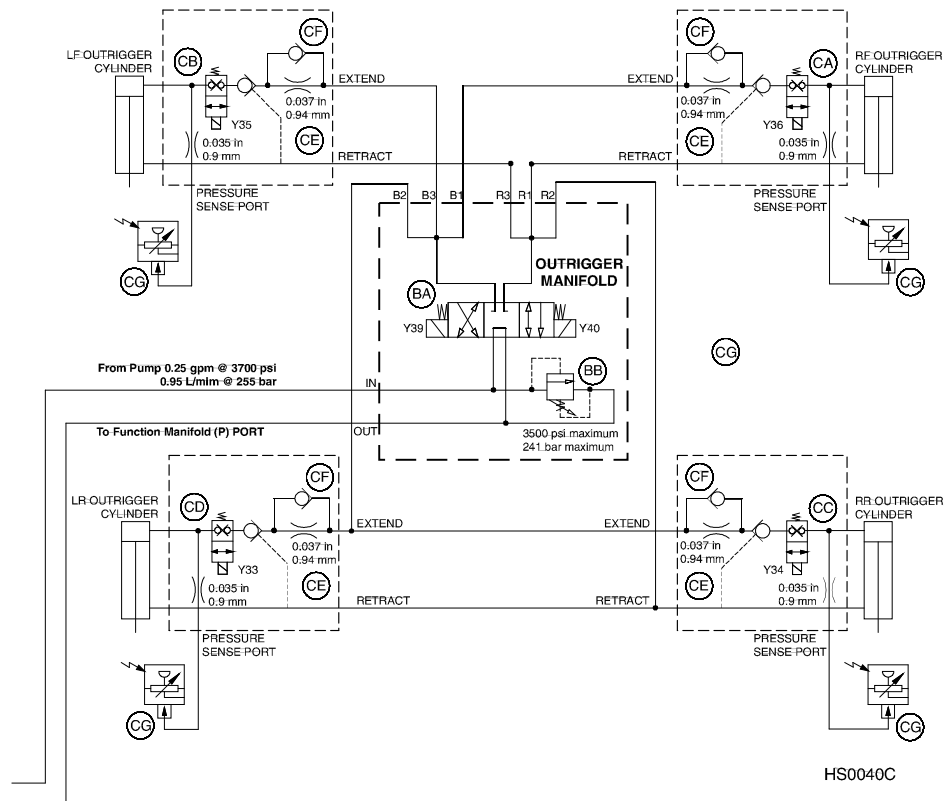 CF
CF
LF OUTRIGGER
CYLINDER
CB
CA
RF OUTRIGGER
CYLINDER
EXTEND
EXTEND
0.037 in
0.94 mm
0.037 in
0.94 mm
Y35
Y36
CE
CE
0.035 in
0.9 mm
0.035 in
0.9 mm
RETRACT
RETRACT
PRESSURE
SENSE PORT
PRESSURE
SENSE PORT
B2
B3
B1
R3
R1
R2
CG
CG
OUTRIGGER
MANIFOLD
BA
Y39
Y40
CG
BB
From Pump 0.25 gpm @ 3700 psi
0.95 L/mim @ 255 bar
IN
To Function Manifold (P) PORT
OUT
3500 psi maximum
241 bar maximum
CF
CF
LR OUTRIGGER
CYLINDER
CD
CC
RR OUTRIGGER
CYLINDER
EXTEND
EXTEND
0.037 in
0.94 mm
0.037 in
0.94 mm
Y33
Y34
CE
CE
0.035 in
0.9 mm
0.035 in
0.9 mm
RETRACT
RETRACT
PRESSURE
SENSE PORT
PRESSURE
SENSE PORT
CG
CG
HS0040C